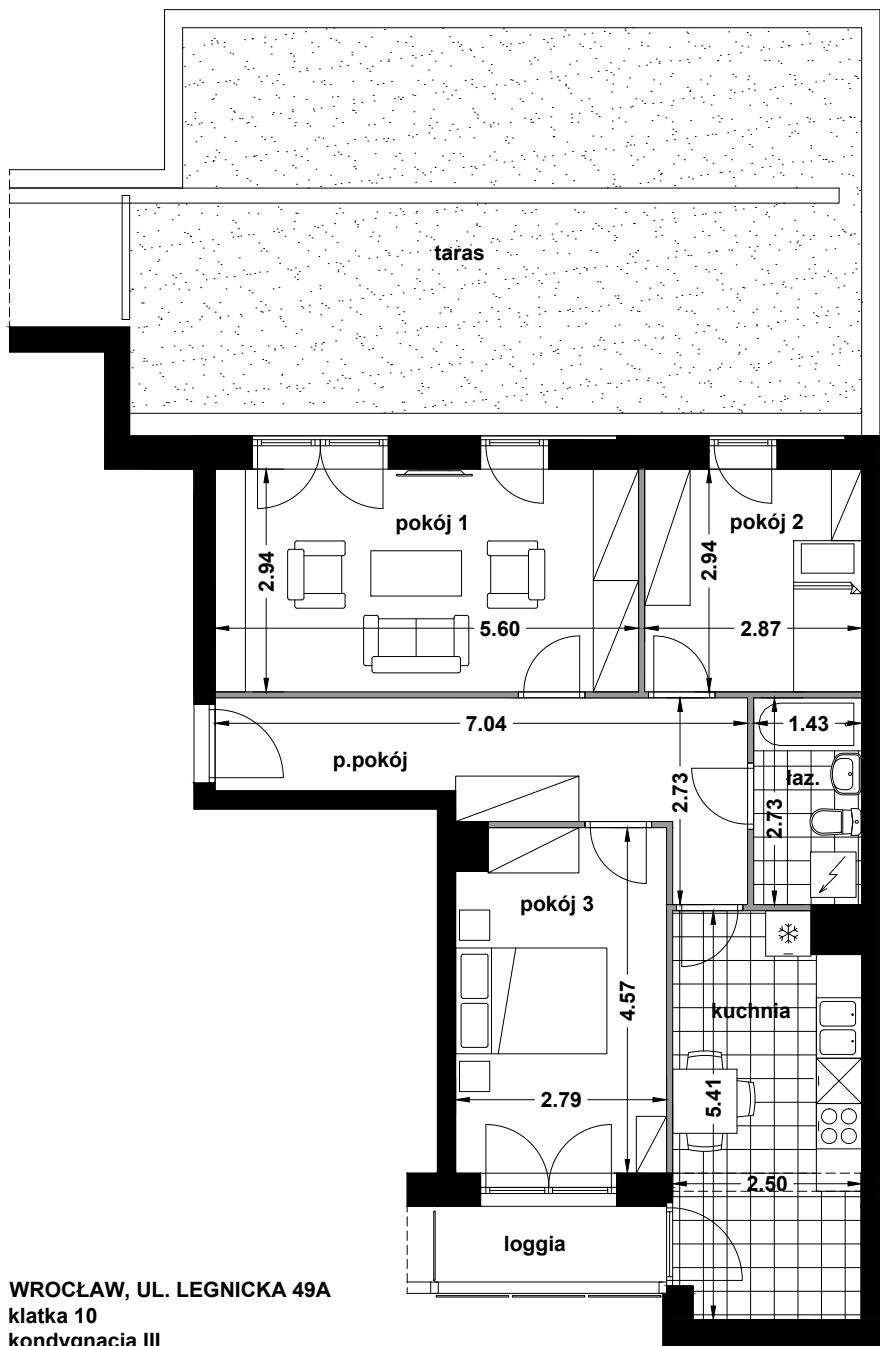 taras
pokój 1
pokój 2
2.94
2.94
5.60
2.87
7.04
1.43
p.pokój
łaz.
2.73
2.73
pokój 3
4.57
kuchnia
5.41
2.79
2.50
loggia
WROCŁAW, UL. LEGNICKA 49A
klatka 10
kondygnacja III